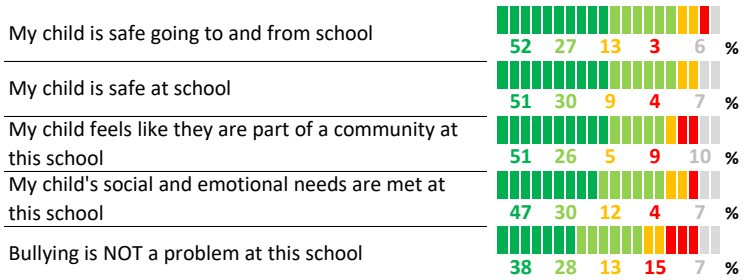 My child is safe going to and from school
52 27 13 3 6 %
My child is safe at school
51 30 9 4 7 %
My child feels like they are part of a community at
this school
51 26 5 9 10 %
My child's social and emotional needs are met at
this school
47 30 12 4 7 %
Bullying is NOT a problem at this school
38 28 13 15 7 %